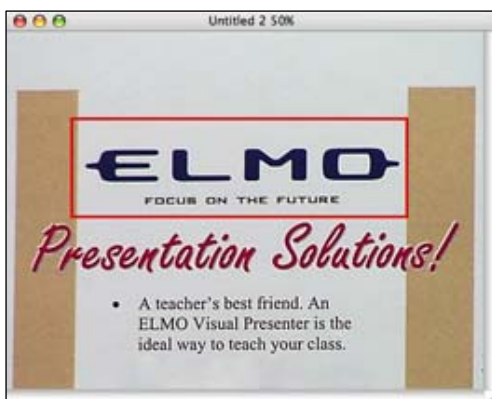 Untitled 2 50%
ELMO
FOCUS ON THE FUTURE
Presentation Solutions!
• A teacher's best friend. An
ELMO Visual Presenter is the
ideal way to teach your class.